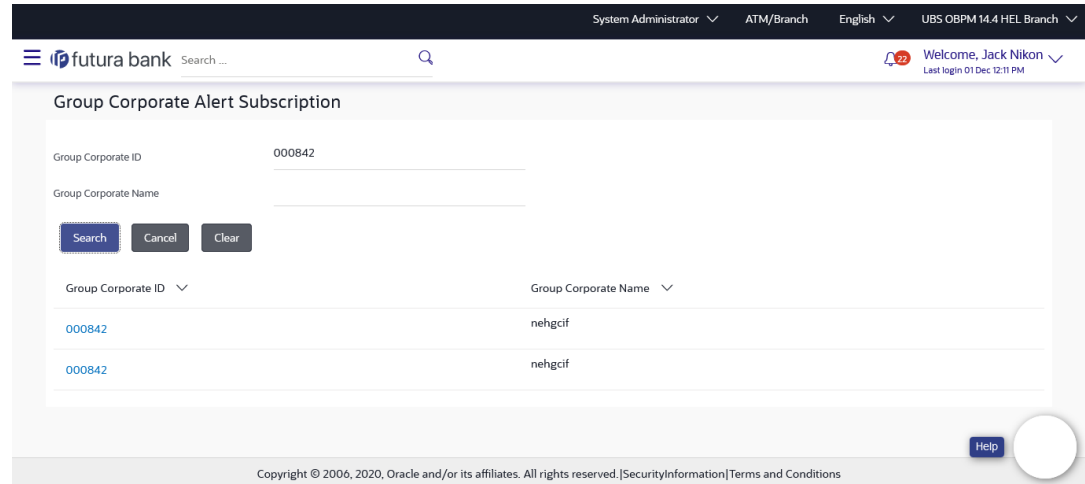 System Administrator ATM/Branch English UBS OBPM 14.4 HEL Branch
futura bank Search ... 22 Welcome, Jack Nikon
Last login 01 Dec 12:11 PM
Group Corporate Alert Subscription
Group Corporate ID 000842
Group Corporate Name
Search Cancel Clear
Group Corporate ID Group Corporate Name
000842 nehgcif
000842 nehgcif
Help
Copyright © 2006, 2020, Oracle and/or its affiliates. All rights reserved.|SecurityInformation|Terms and Conditions